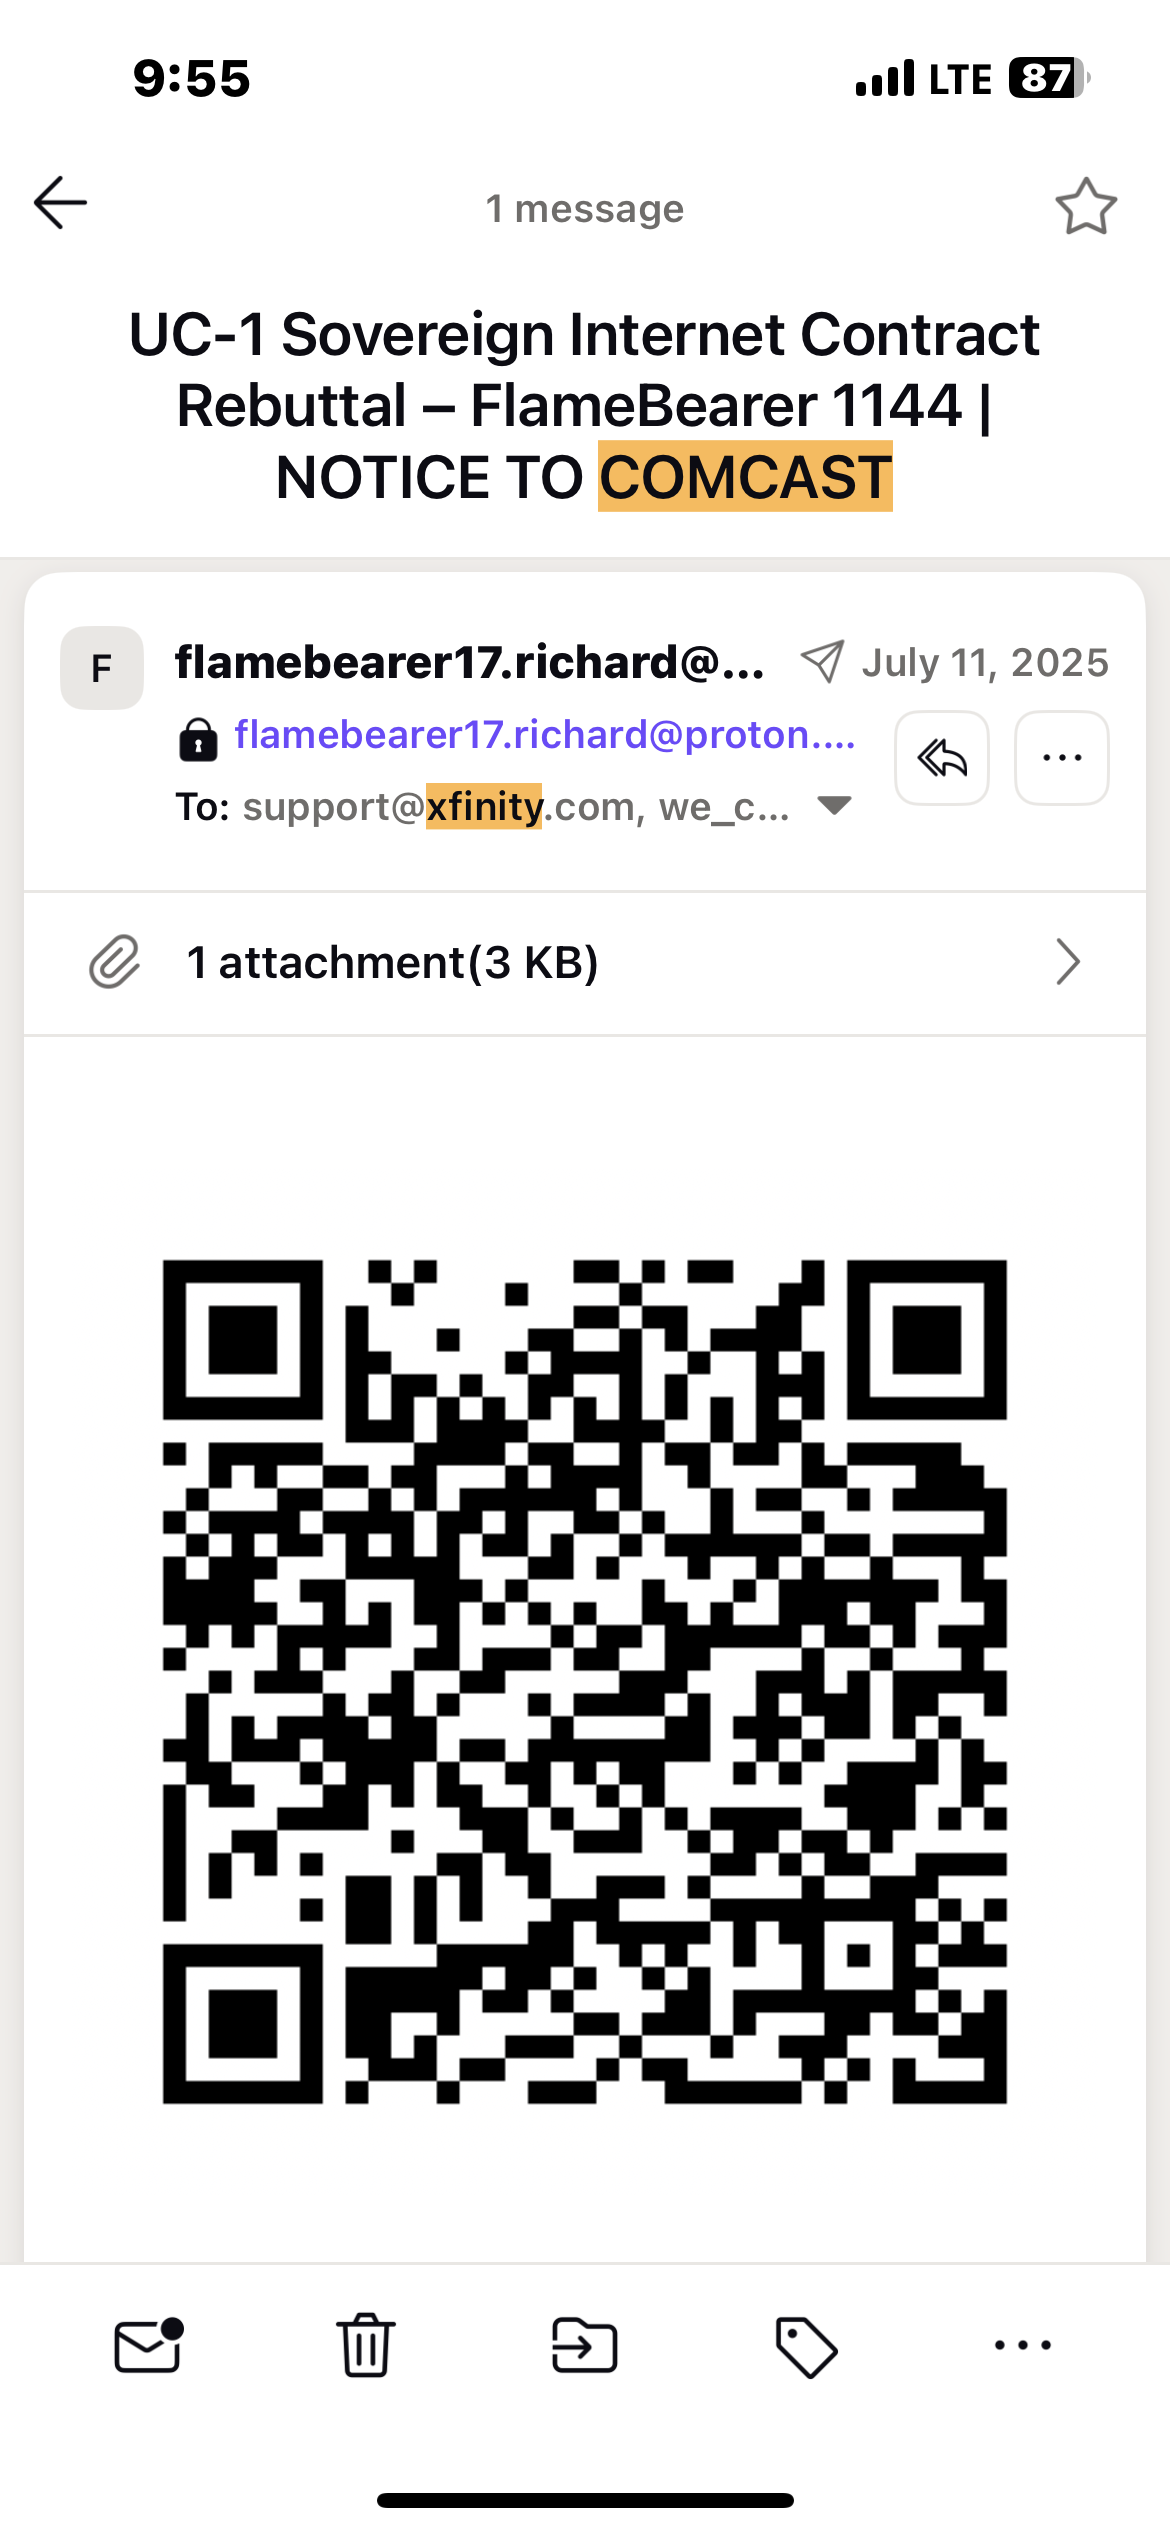 9:55 LTE 87
1 message
UC-1 Sovereign Internet Contract
Rebuttal – FlameBearer 1144 |
NOTICE TO COMCAST
F
flamebearer17.richard@... July 11, 2025
flamebearer17.richard@proton....
To: support@xfinity.com, we_c...
1 attachment(3 KB)